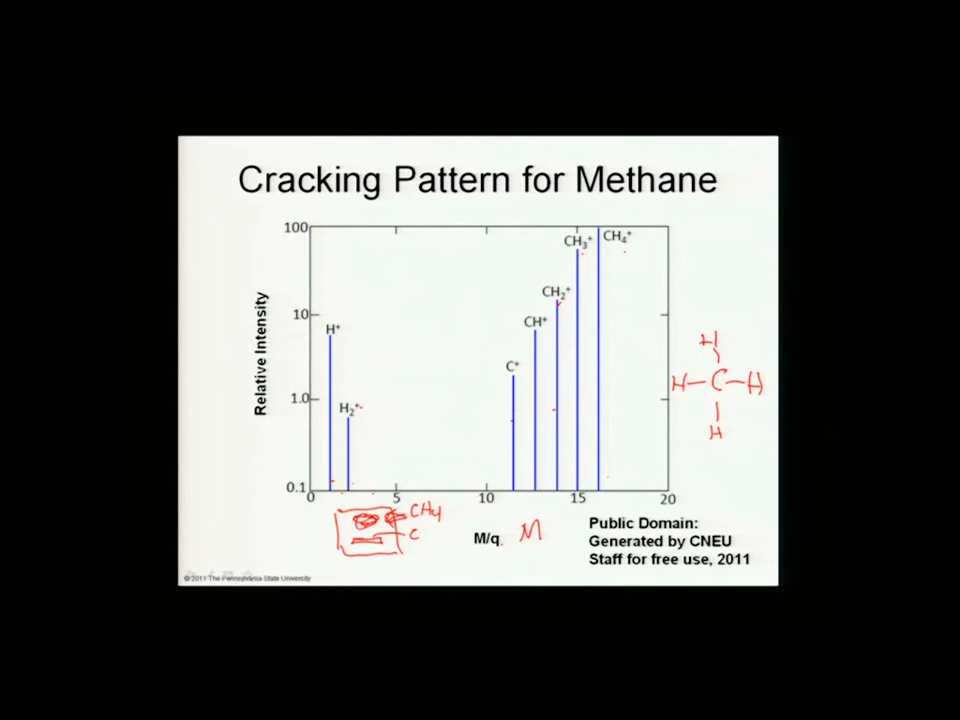 Cracking Pattern for Methane
Relative Intensity
100
10
1.0
0.1
H⁺
H₂⁺
C⁺
CH⁺
CH₂⁺
CH₃⁺
CH₄⁺
0 5 10 15 20
M/q.
M
CH4
C
H
H-C-H
H
Public Domain:
Generated by CNEU
Staff for free use, 2011
© 2011 The Pennsylvania State University